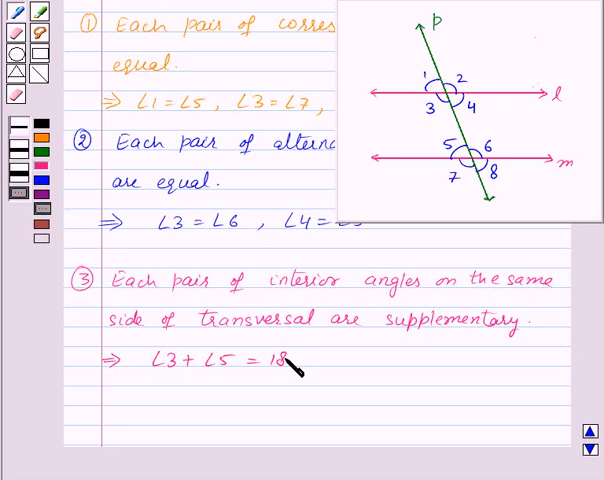 ① Each pair of corres
equal.
⇒ ∠1 = ∠5 , ∠3 = ∠7 ,
② Each pair of alterna
are equal.
⇒ ∠3 = ∠6 , ∠4 =
③ Each pair of interior angles on the same
side of transversal are supplementary.
⇒ ∠3 + ∠5 = 18
p
1 2
l
3 4
5 6
m
7 8